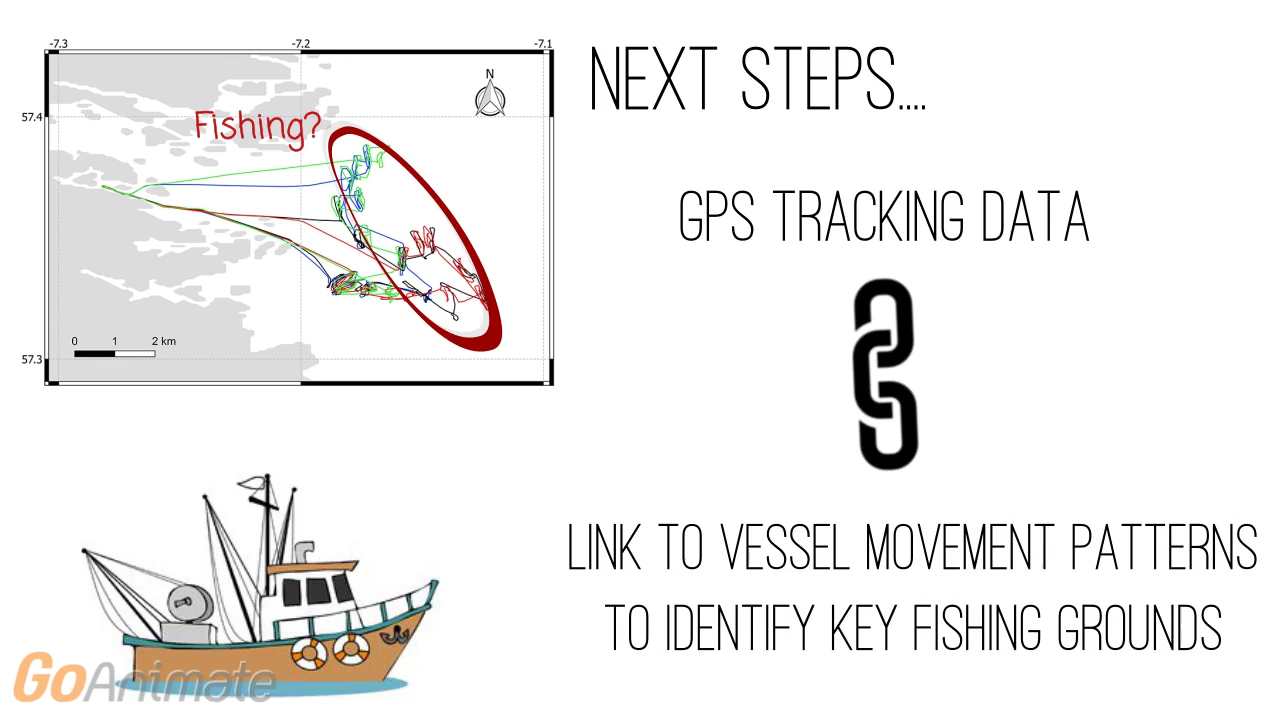 -7.3
-7.2
-7.1
NEXT STEPS....
N
57.4
Fishing?
GPS TRACKING DATA
0 1 2 km
57.3
LINK TO VESSEL MOVEMENT PATTERNS
TO IDENTIFY KEY FISHING GROUNDS
GoAnimate